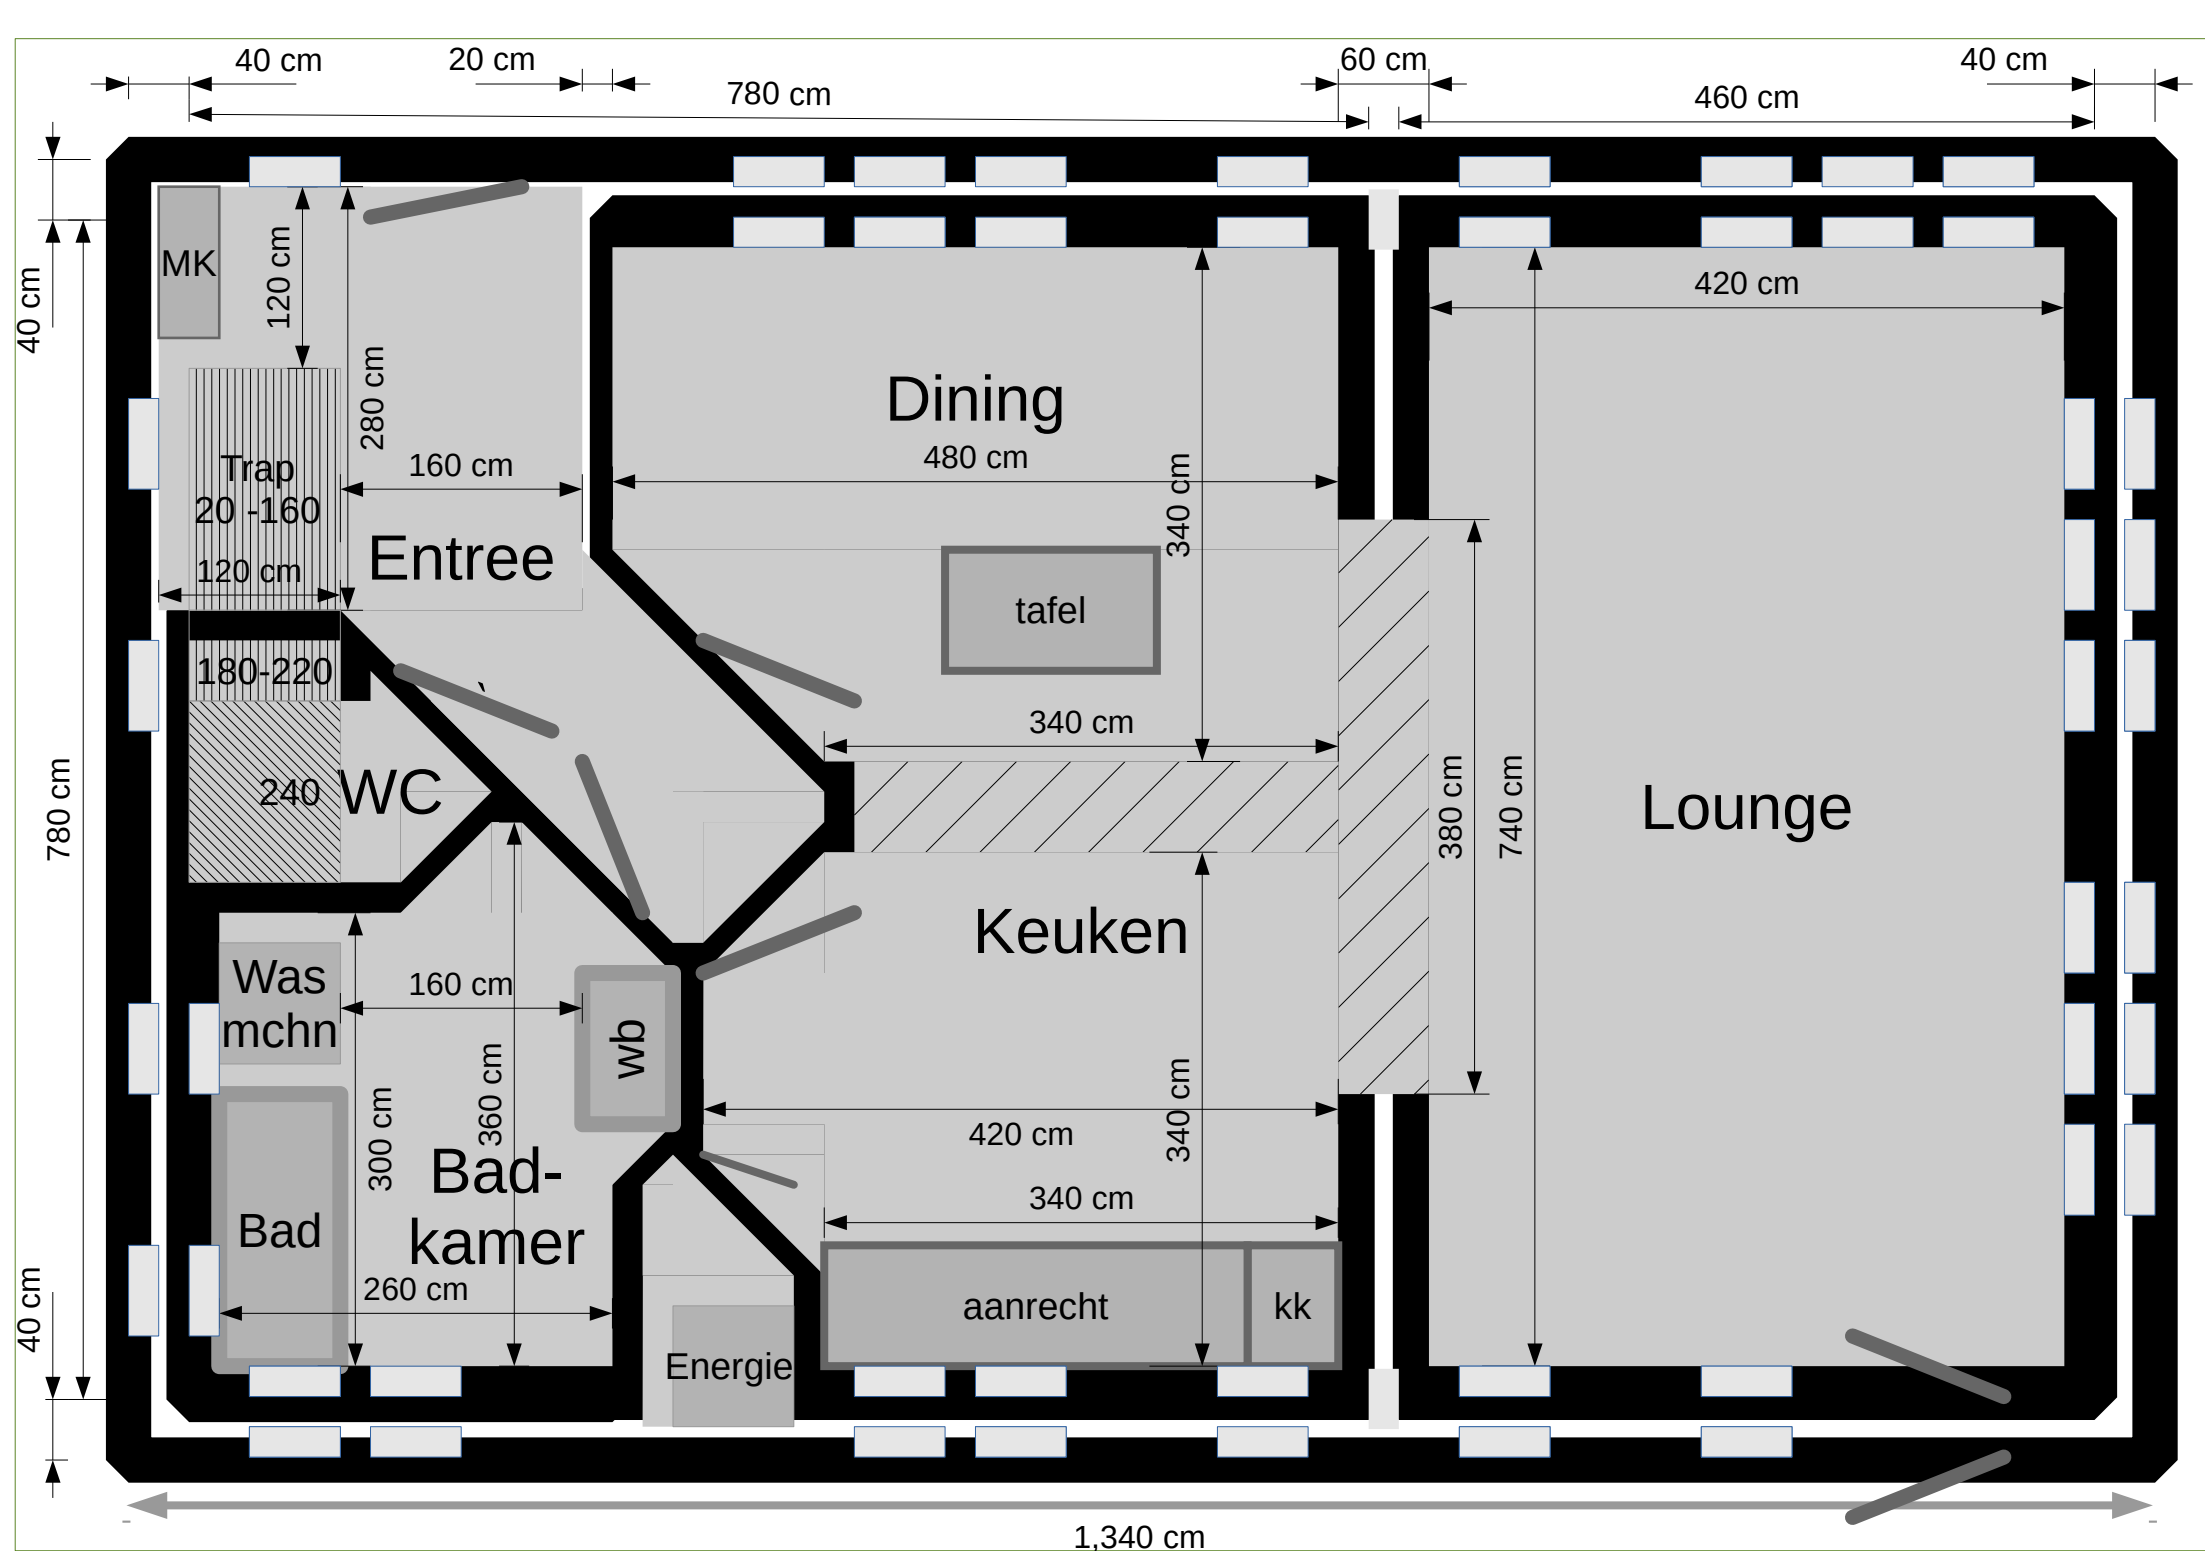 40 cm
20 cm
60 cm
40 cm
780 cm
460 cm
MK
120 cm
40 cm
420 cm
280 cm
Dining
Trap
20 -160
160 cm
480 cm
340 cm
Entree
120 cm
tafel
180-220
`
340 cm
780 cm
240
WC
380 cm
740 cm
Lounge
Keuken
Was
mchn
160 cm
wb
300 cm
360 cm
340 cm
420 cm
Bad-
kamer
340 cm
Bad
260 cm
40 cm
aanrecht
kk
Energie
1,340 cm